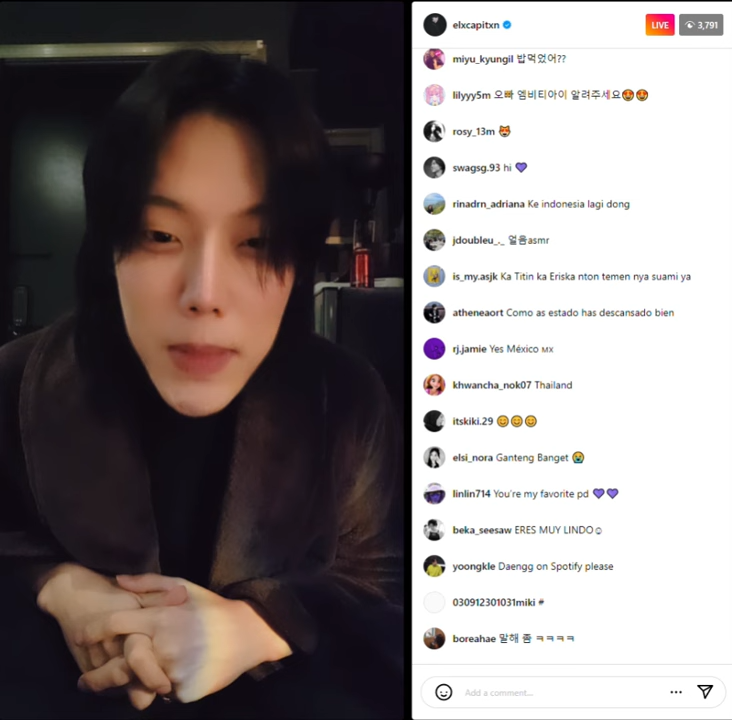 elxcapitxn
LIVE
3,791
miyu_kyungil 밥먹었어??
lilyyy5m 오빠 엠비티아이 알려주세요😍😍
rosy_13m 😻
swagsg.93 hi 💜
rinadrn_adriana Ke indonesia lagi dong
jdoubleu_._ 얼음asmr
is_my.asjk Ka Titin ka Eriska nton temen nya suami ya
atheneaort Como as estado has descansado bien
rj.jamie Yes México MX
khwancha_nok07 Thailand
itskiki.29 😊😊😊
elsi_nora Ganteng Banget 😭
linlin714 You're my favorite pd 💜💜
beka_seesaw ERES MUY LINDO☺
yoongkle Daengg on Spotify please
030912301031miki #
boreahae 말해 줌 ㅋㅋㅋㅋ
Add a comment...